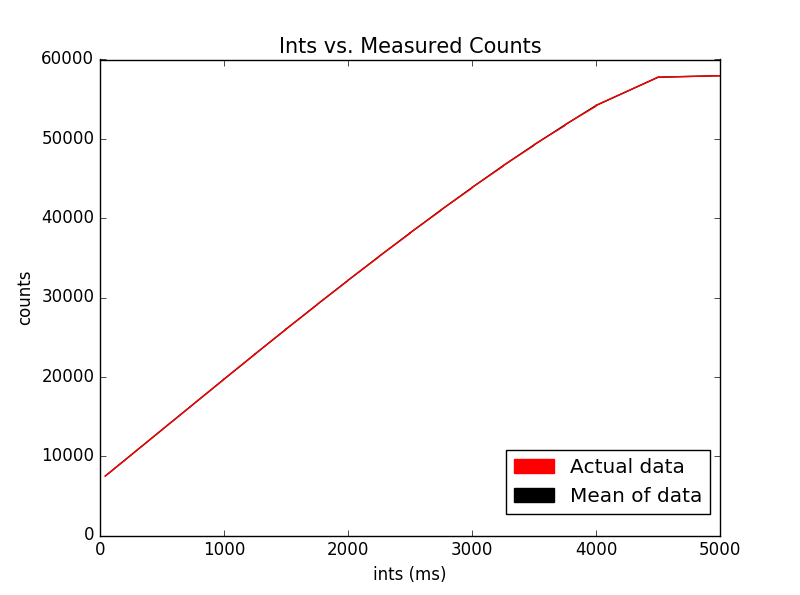 Ints vs. Measured Counts
60000
50000
40000
30000
20000
10000
0
counts
0 1000 2000 3000 4000 5000
ints (ms)
Actual data
Mean of data